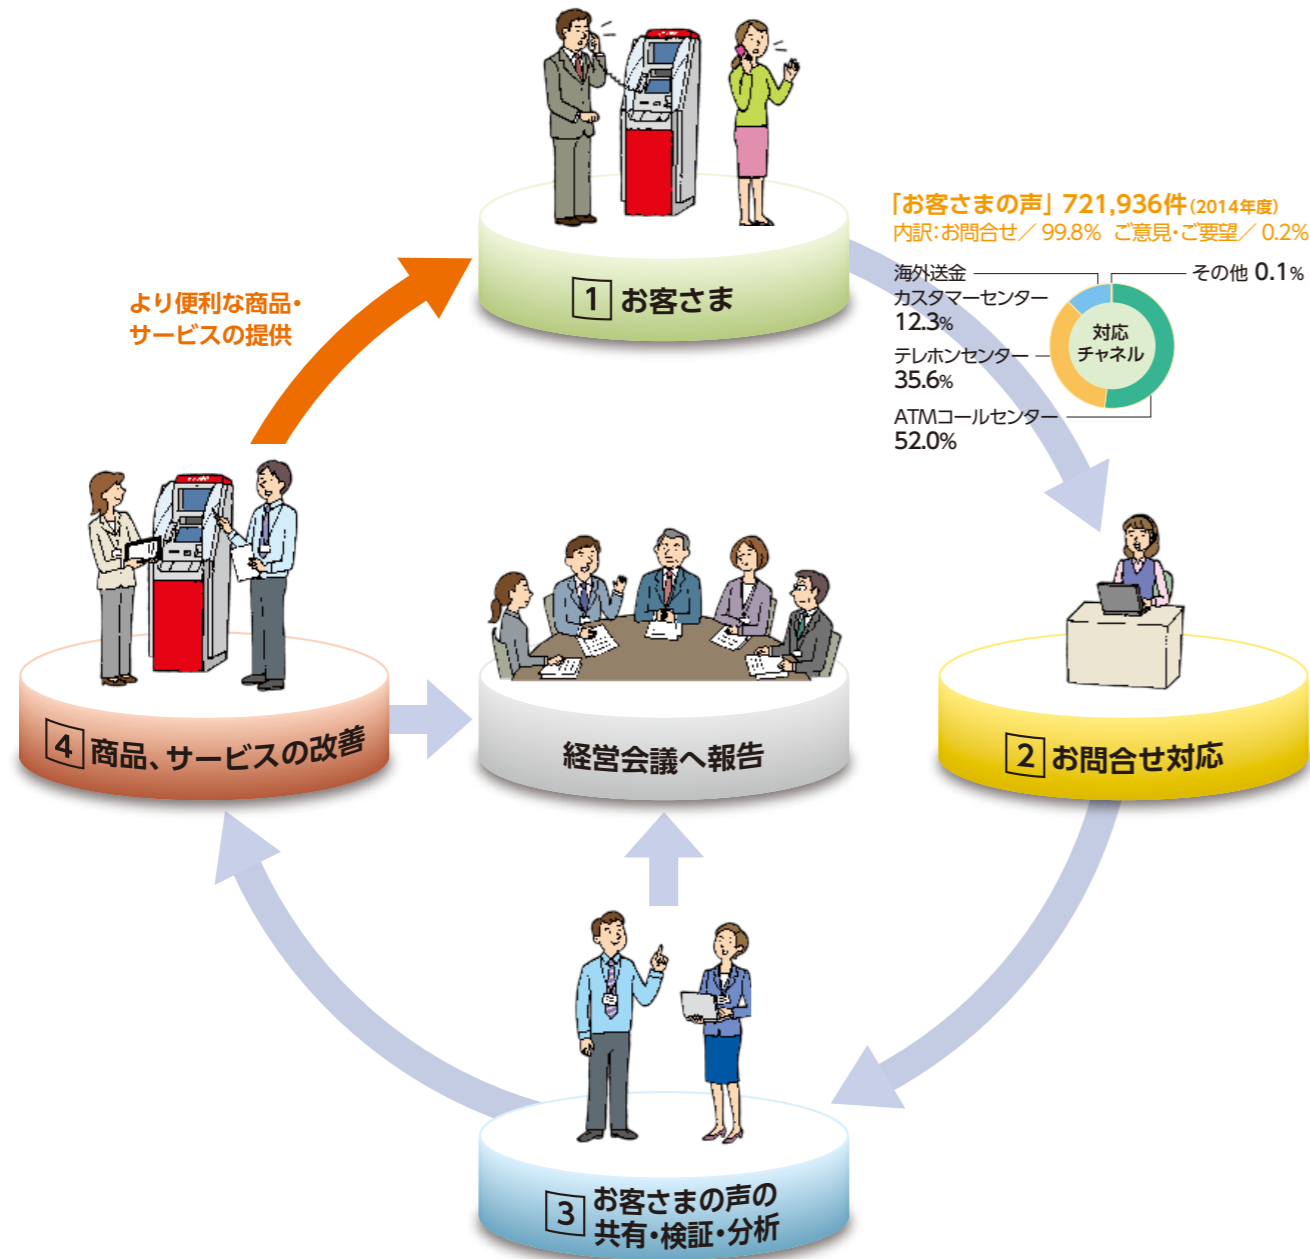 「お客さまの声」 721,936件(2014年度)
内訳:お問合せ／99.8% ご意見・ご要望／0.2%
海外送金
カスタマーセンター
12.3%
その他 0.1%
対応
チャネル
テレホンセンター
35.6%
ATMコールセンター
52.0%
1 お客さま
より便利な商品・
サービスの提供
4 商品、サービスの改善
経営会議へ報告
2 お問合せ対応
3 お客さまの声の
共有・検証・分析